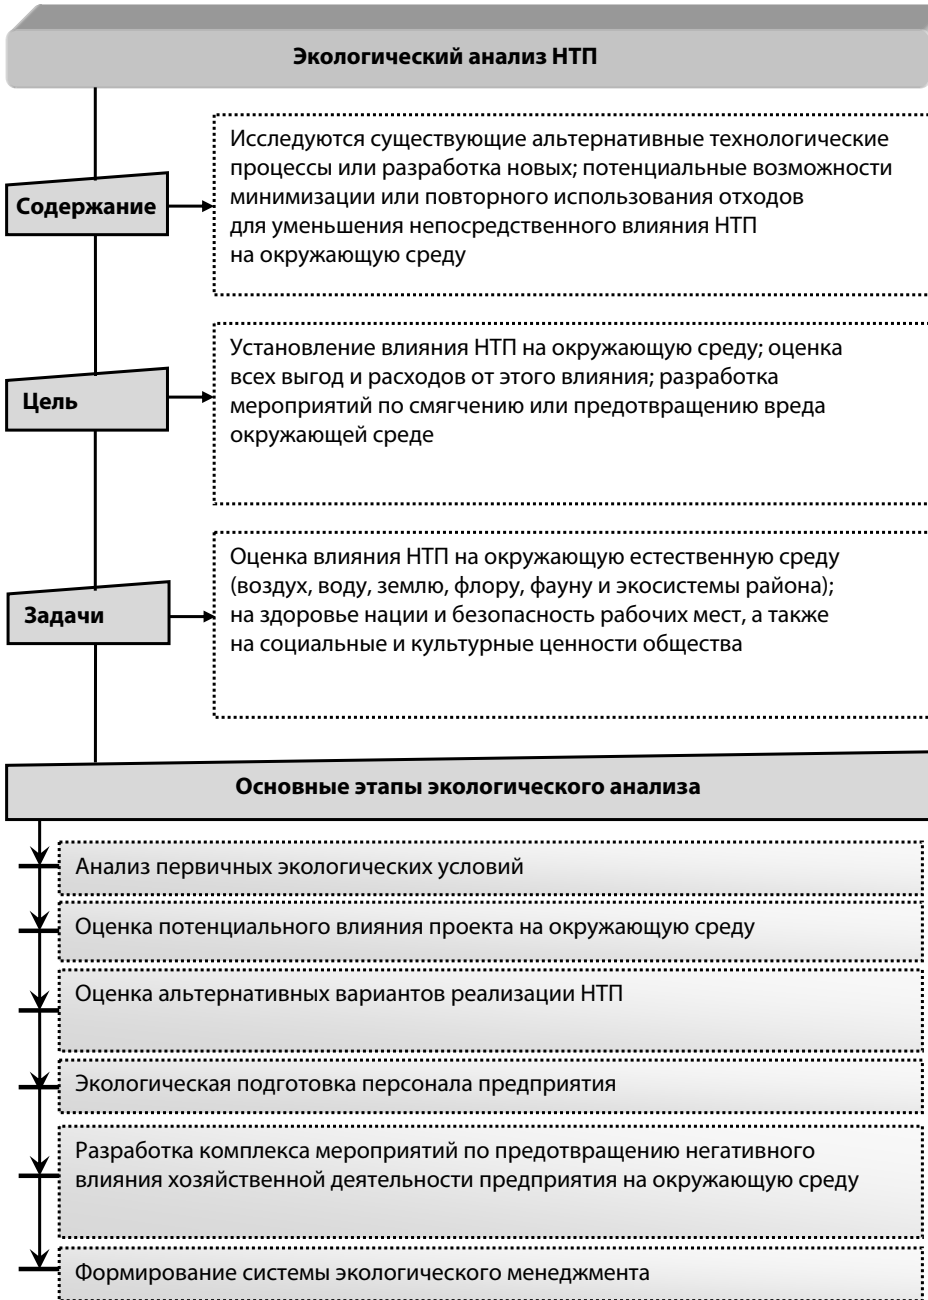 Экологический анализ НТП
Содержание
Исследуются существующие альтернативные технологические
процессы или разработка новых; потенциальные возможности
минимизации или повторного использования отходов
для уменьшения непосредственного влияния НТП
на окружающую среду
Цель
Установление влияния НТП на окружающую среду; оценка
всех выгод и расходов от этого влияния; разработка
мероприятий по смягчению или предотвращению вреда
окружающей среде
Задачи
Оценка влияния НТП на окружающую естественную среду
(воздух, воду, землю, флору, фауну и экосистемы района);
на здоровье нации и безопасность рабочих мест, а также
на социальные и культурные ценности общества
Основные этапы экологического анализа
Анализ первичных экологических условий
Оценка потенциального влияния проекта на окружающую среду
Оценка альтернативных вариантов реализации НТП
Экологическая подготовка персонала предприятия
Разработка комплекса мероприятий по предотвращению негативного
влияния хозяйственной деятельности предприятия на окружающую среду
Формирование системы экологического менеджмента